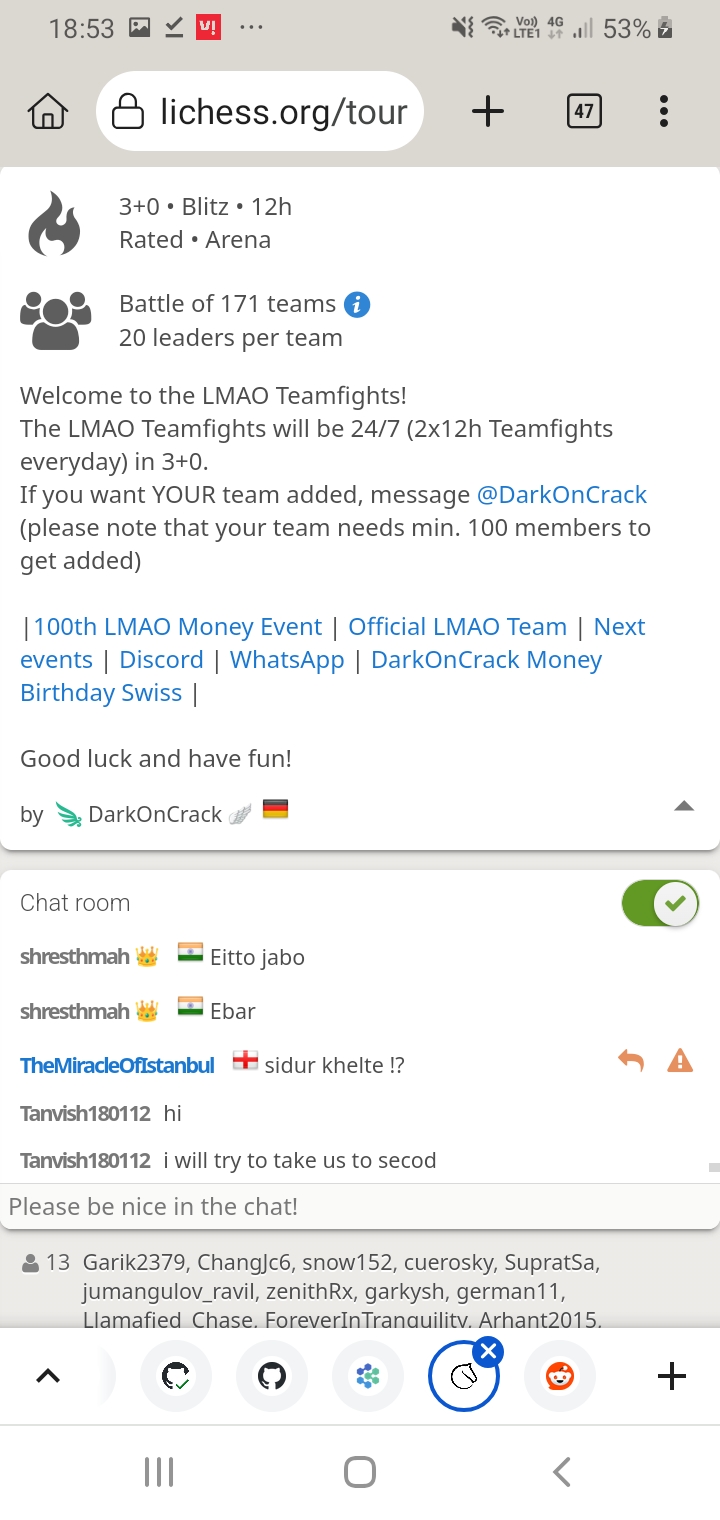 18:53
V!
Vo) 4G
LTE1
53%
lichess.org/tour
47
3+0 • Blitz • 12h
Rated • Arena
Battle of 171 teams
20 leaders per team
Welcome to the LMAO Teamfights!
The LMAO Teamfights will be 24/7 (2x12h Teamfights
everyday) in 3+0.
If you want YOUR team added, message @DarkOnCrack
(please note that your team needs min. 100 members to
get added)
|100th LMAO Money Event | Official LMAO Team | Next
events | Discord | WhatsApp | DarkOnCrack Money
Birthday Swiss |
Good luck and have fun!
by DarkOnCrack
Chat room
shresthmah Eitto jabo
shresthmah Ebar
TheMiracleOfIstanbul sidur khelte !?
Tanvish180112 hi
Tanvish180112 i will try to take us to secod
Please be nice in the chat!
13 Garik2379, ChangJc6, snow152, cuerosky, SupratSa,
jumangulov_ravil, zenithRx, garkysh, german11,
Llamafied_Chase, ForeverInTranquility, Arhant2015,